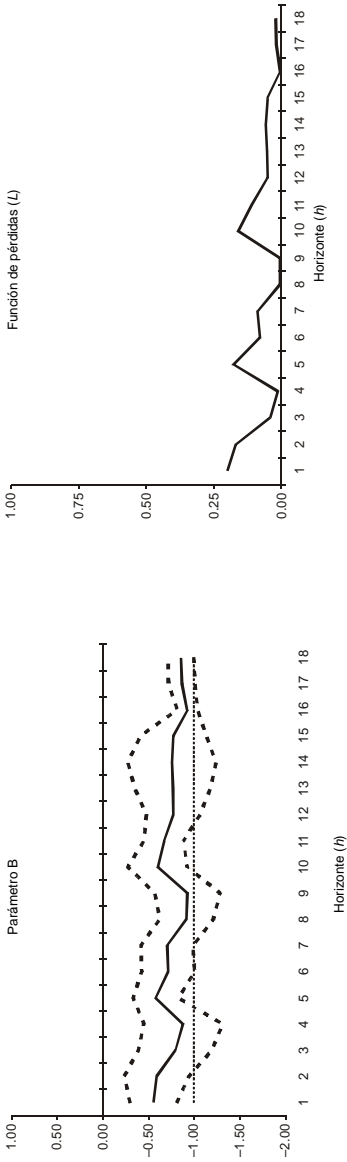 Parámetro B
1.00
0.50
0.00
–0.50
–1.00
–1.50
–2.00
1 2 3 4 5 6 7 8 9 10 11 12 13 14 15 16 17 18
Horizonte (h)
Función de pérdidas (L)
1.00
0.75
0.50
0.25
0.00
1 2 3 4 5 6 7 8 9 10 11 12 13 14 15 16 17 18
Horizonte (h)